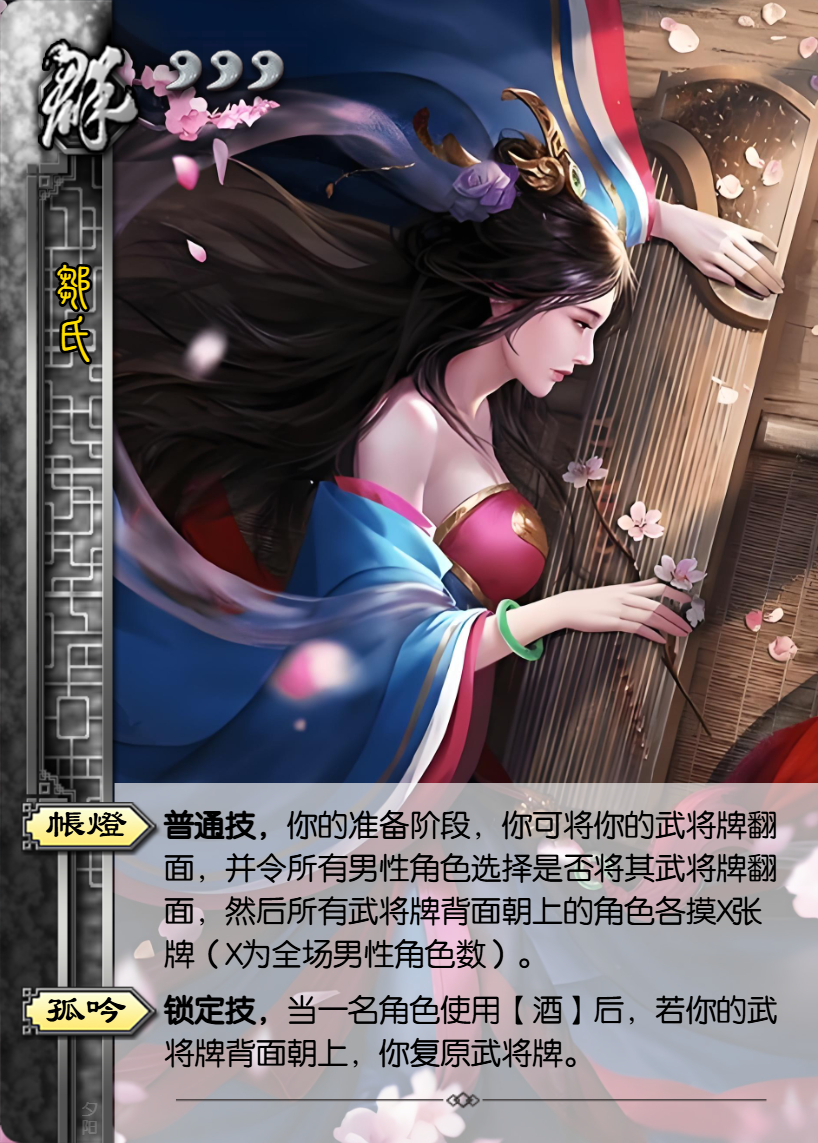 群
999
鄒氏
帳燈
普通技，你的准备阶段，你可将你的武将牌翻
面，并令所有男性角色选择是否将其武将牌翻
面，然后所有武将牌背面朝上的角色各摸X张
牌（X为全场男性角色数）。
孤吟
锁定技，当一名角色使用【酒】后，若你的武
将牌背面朝上，你复原武将牌。
夕阳